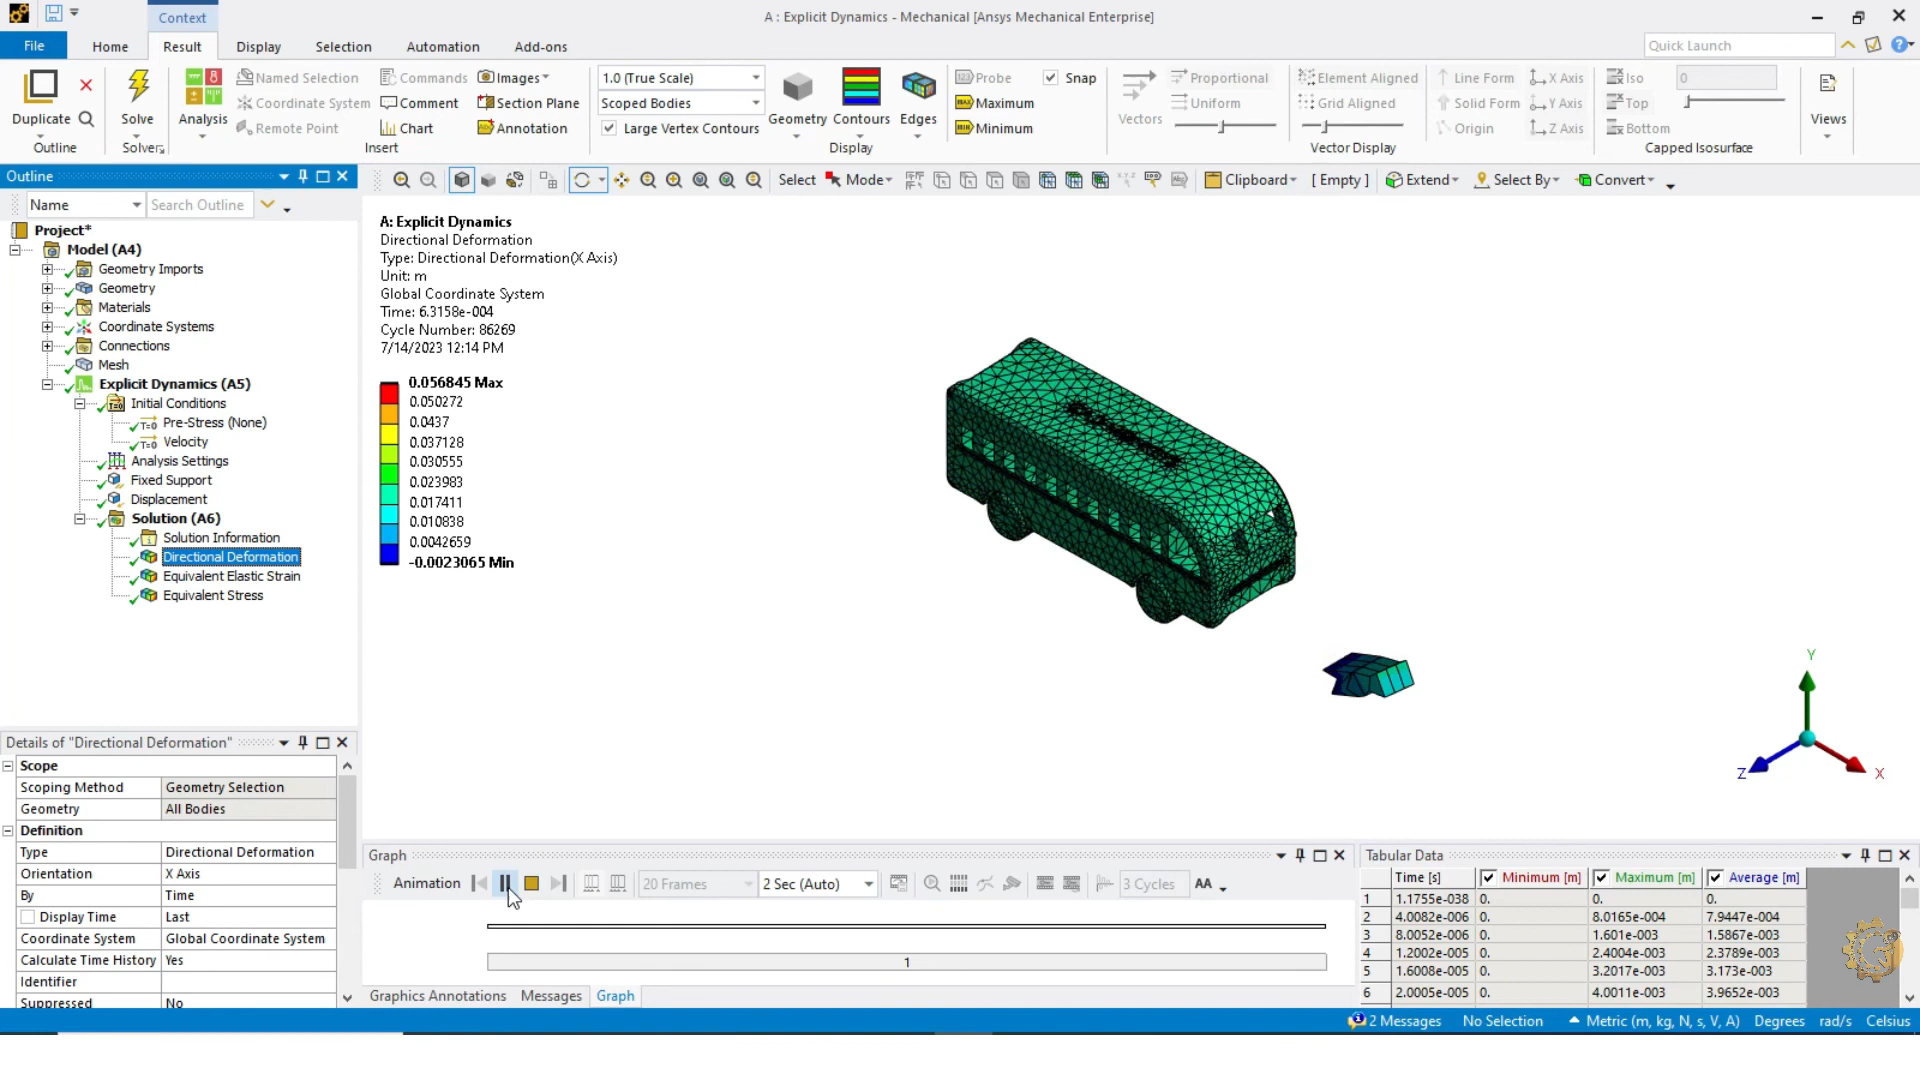 Context
A : Explicit Dynamics - Mechanical [Ansys Mechanical Enterprise]
File Home Result Display Selection Automation Add-ons
Quick Launch
Duplicate
Outline
Solve
Solver
Analysis
Named Selection
Coordinate System
Remote Point
Commands
Comment
Chart
Images
Section Plane
Annotation
Insert
1.0 (True Scale)
Scoped Bodies
Large Vertex Contours
Geometry Contours Edges
Display
Probe
Maximum
Minimum
Snap
Vectors
Proportional
Uniform
Element Aligned
Grid Aligned
Line Form
Solid Form
Origin
X Axis
Y Axis
Z Axis
Vector Display
Iso
Top
Bottom
0
Capped Isosurface
Views
Outline
Name Search Outline
Select Mode Clipboard [ Empty ] Extend Select By Convert
Project*
Model (A4)
Geometry Imports
Geometry
Materials
Coordinate Systems
Connections
Mesh
Explicit Dynamics (A5)
Initial Conditions
Pre-Stress (None)
Velocity
Analysis Settings
Fixed Support
Displacement
Solution (A6)
Solution Information
Directional Deformation
Equivalent Elastic Strain
Equivalent Stress
A: Explicit Dynamics
Directional Deformation
Type: Directional Deformation(X Axis)
Unit: m
Global Coordinate System
Time: 6.3158e-004
Cycle Number: 86269
7/14/2023 12:14 PM
0.056845 Max
0.050272
0.0437
0.037128
0.030555
0.023983
0.017411
0.010838
0.0042659
-0.0023065 Min
Y
Z
X
Details of "Directional Deformation"
Scope
Scoping Method Geometry Selection
Geometry All Bodies
Definition
Type Directional Deformation
Orientation X Axis
By Time
Display Time Last
Coordinate System Global Coordinate System
Calculate Time History Yes
Identifier
Suppressed No
Graph
Animation 20 Frames 2 Sec (Auto) 3 Cycles AA
1
Graphics Annotations Messages Graph
Tabular Data
Time [s] Minimum [m] Maximum [m] Average [m]
1 1.1755e-038 0. 0. 0.
2 4.0082e-006 0. 8.0165e-004 7.9447e-004
3 8.0052e-006 0. 1.601e-003 1.5867e-003
4 1.2002e-005 0. 2.4004e-003 2.3789e-003
5 1.6008e-005 0. 3.2017e-003 3.173e-003
6 2.0005e-005 0. 4.0011e-003 3.9652e-003
2 Messages No Selection Metric (m, kg, N, s, V, A) Degrees rad/s Celsius